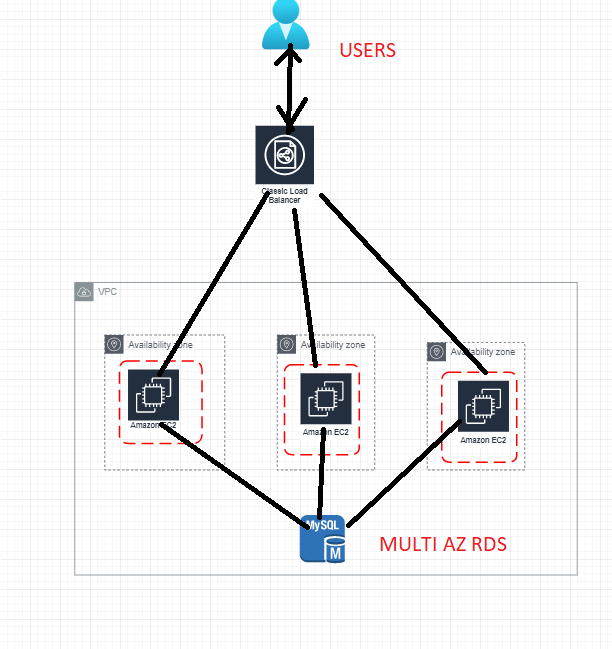 USERS
Classic Load
Balancer
VPC
Availability zone
Availability zone
Availability zone
Amazon EC2
Amazon EC2
Amazon EC2
MySQL
M
MULTI AZ RDS